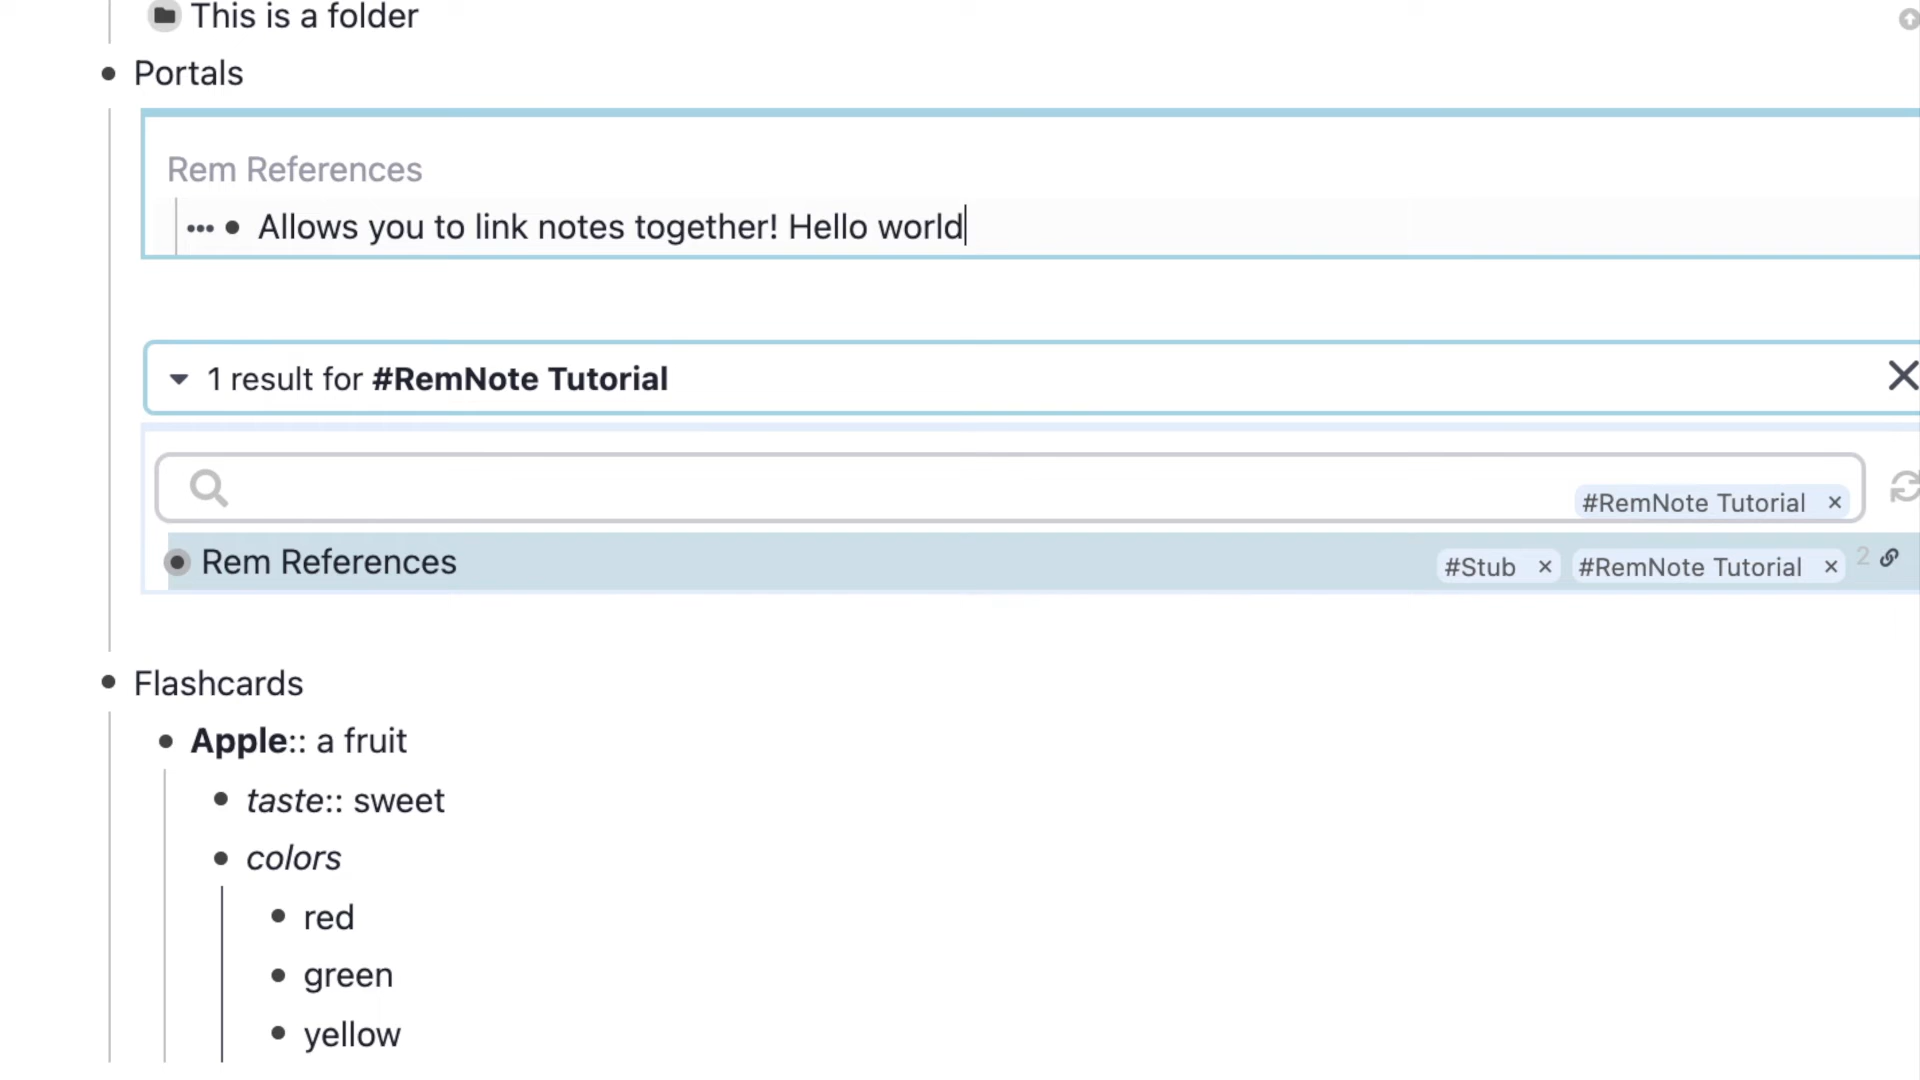 This is a folder
Portals
Rem References
Allows you to link notes together! Hello world
1 result for #RemNote Tutorial
#RemNote Tutorial ×
Rem References #Stub × #RemNote Tutorial × 2
Flashcards
Apple:: a fruit
taste:: sweet
colors
red
green
yellow